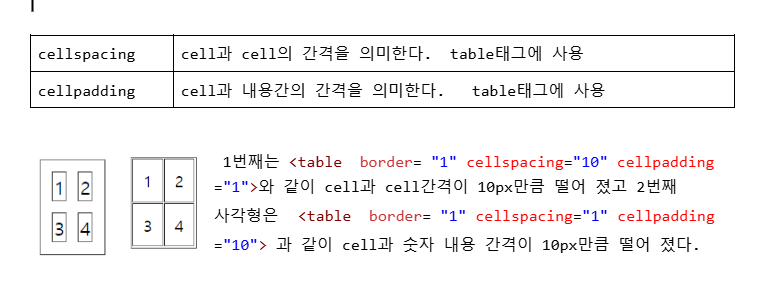 cellspacing cell과 cell의 간격을 의미한다. table태그에 사용
cellpadding cell과 내용간의 간격을 의미한다. table태그에 사용
1 2
3 4
1 2
3 4
1번째는 <table border= "1" cellspacing="10" cellpadding
="1">와 같이 cell과 cell간격이 10px만큼 떨어 졌고 2번째
사각형은 <table border= "1" cellspacing="1" cellpadding
="10"> 과 같이 cell과 숫자 내용 간격이 10px만큼 떨어 졌다.